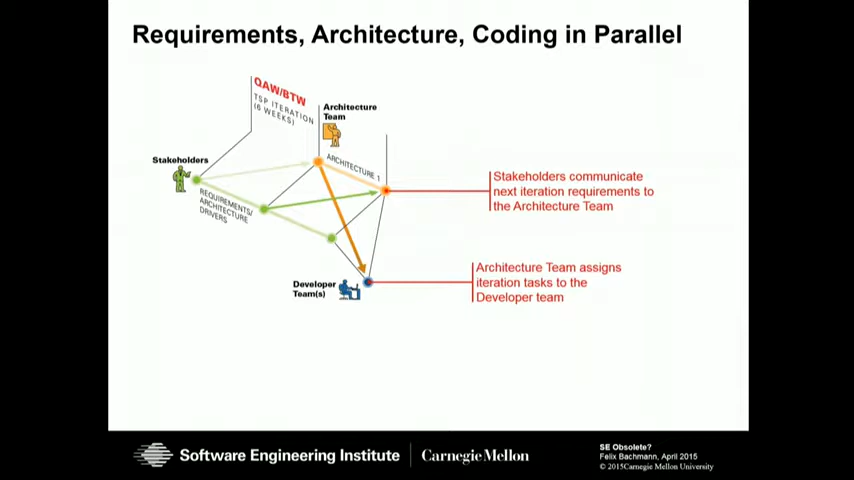 Requirements, Architecture, Coding in Parallel
QAW/BTW
TSP ITERATION
(6 WEEKS)
Architecture
Team
ARCHITECTURE 1
Stakeholders
REQUIREMENTS/
ARCHITECTURE
DRIVERS
Stakeholders communicate
next iteration requirements to
the Architecture Team
Architecture Team assigns
iteration tasks to the
Developer team
Developer
Team(s)
Software Engineering Institute
Carnegie Mellon
SE Obsolete?
Felix Bachmann, April 2015
© 2015Carnegie Mellon University